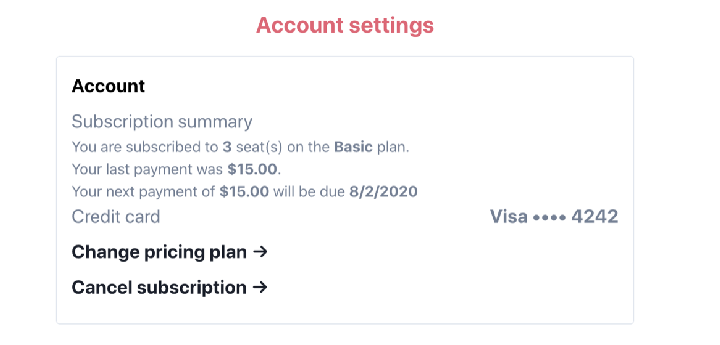 Account settings
Account
Subscription summary
You are subscribed to 3 seat(s) on the Basic plan.
Your last payment was $15.00.
Your next payment of $15.00 will be due 8/2/2020
Credit card Visa •••• 4242
Change pricing plan →
Cancel subscription →